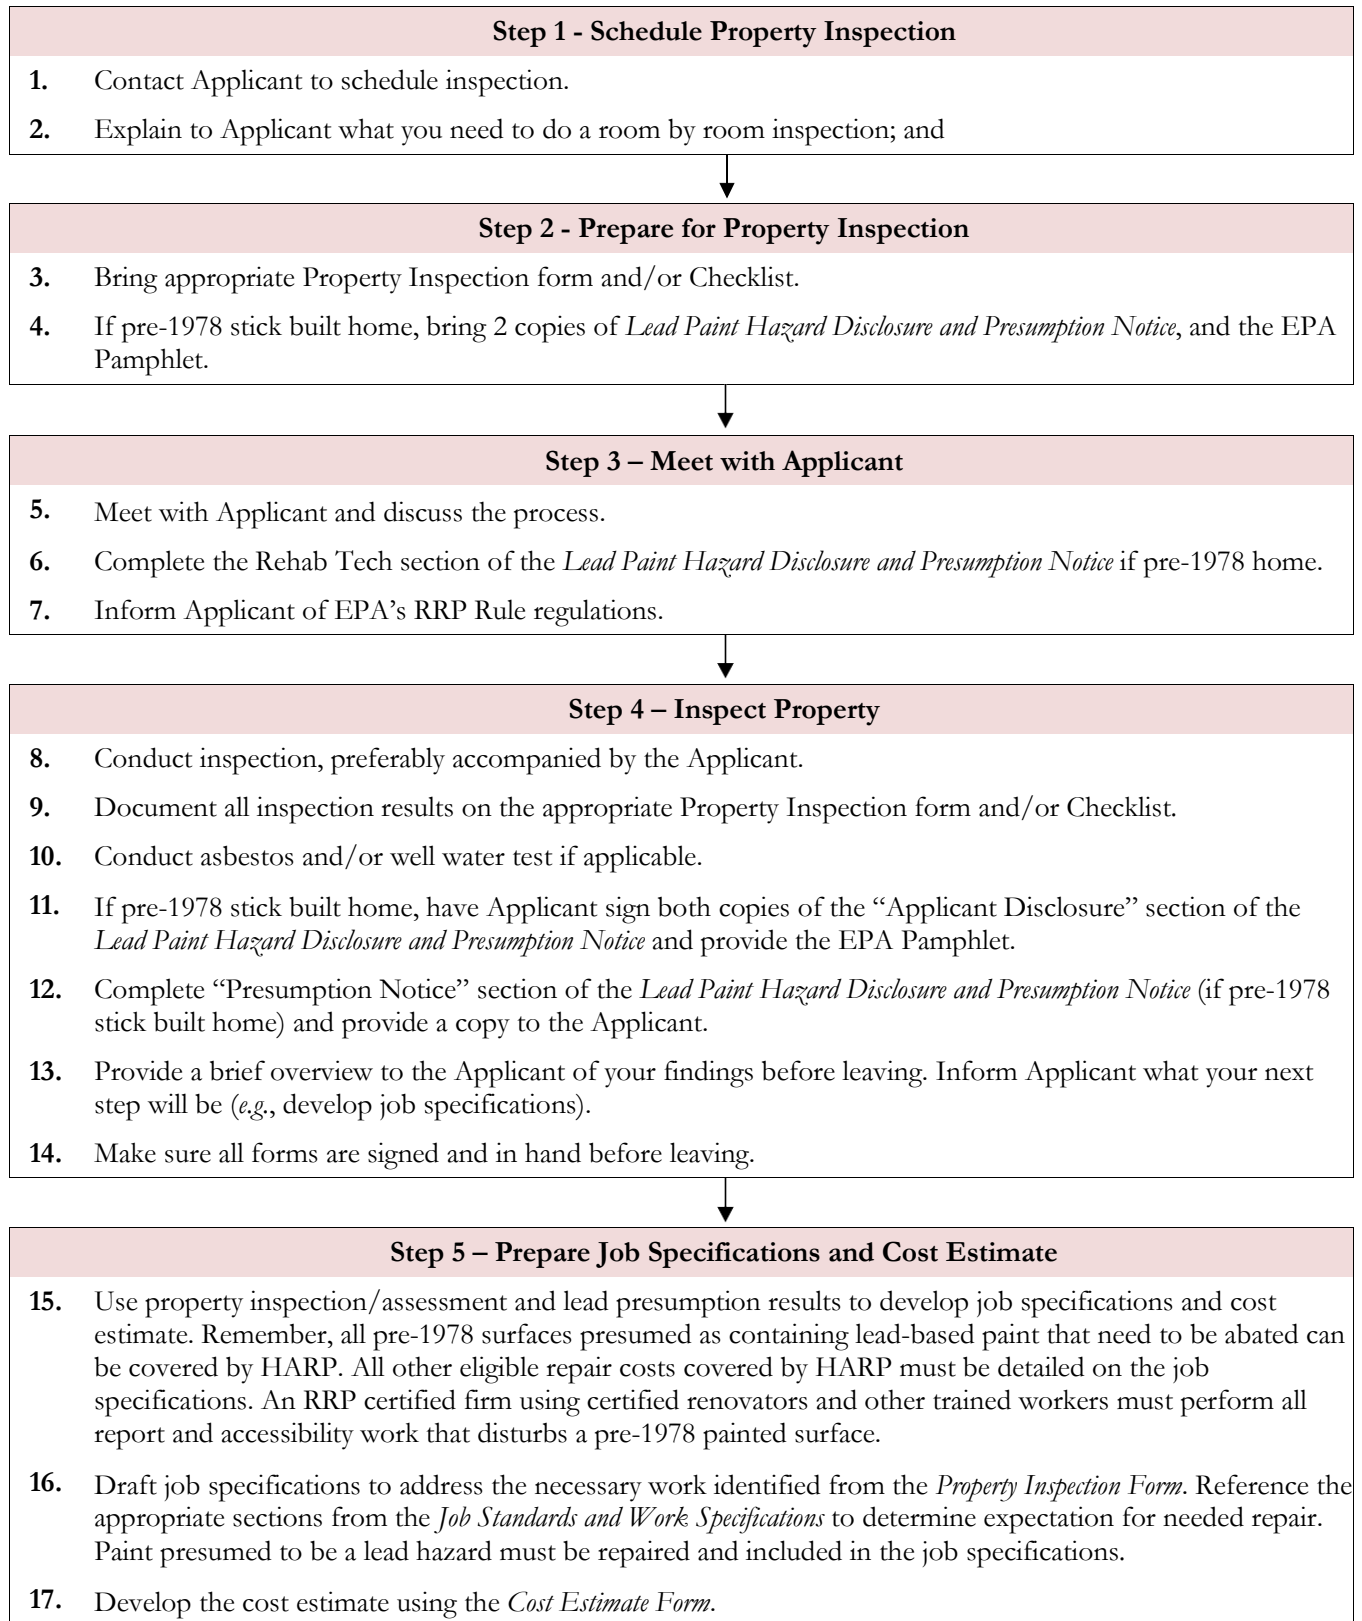 Step 1 - Schedule Property Inspection
1. Contact Applicant to schedule inspection.
2. Explain to Applicant what you need to do a room by room inspection; and
Step 2 - Prepare for Property Inspection
3. Bring appropriate Property Inspection form and/or Checklist.
4. If pre-1978 stick built home, bring 2 copies of Lead Paint Hazard Disclosure and Presumption Notice, and the EPA
Pamphlet.
Step 3 – Meet with Applicant
5. Meet with Applicant and discuss the process.
6. Complete the Rehab Tech section of the Lead Paint Hazard Disclosure and Presumption Notice if pre-1978 home.
7. Inform Applicant of EPA’s RRP Rule regulations.
Step 4 – Inspect Property
8. Conduct inspection, preferably accompanied by the Applicant.
9. Document all inspection results on the appropriate Property Inspection form and/or Checklist.
10. Conduct asbestos and/or well water test if applicable.
11. If pre-1978 stick built home, have Applicant sign both copies of the “Applicant Disclosure” section of the
Lead Paint Hazard Disclosure and Presumption Notice and provide the EPA Pamphlet.
12. Complete “Presumption Notice” section of the Lead Paint Hazard Disclosure and Presumption Notice (if pre-1978
stick built home) and provide a copy to the Applicant.
13. Provide a brief overview to the Applicant of your findings before leaving. Inform Applicant what your next
step will be (e.g., develop job specifications).
14. Make sure all forms are signed and in hand before leaving.
Step 5 – Prepare Job Specifications and Cost Estimate
15. Use property inspection/assessment and lead presumption results to develop job specifications and cost
estimate. Remember, all pre-1978 surfaces presumed as containing lead-based paint that need to be abated can
be covered by HARP. All other eligible repair costs covered by HARP must be detailed on the job
specifications. An RRP certified firm using certified renovators and other trained workers must perform all
report and accessibility work that disturbs a pre-1978 painted surface.
16. Draft job specifications to address the necessary work identified from the Property Inspection Form. Reference the
appropriate sections from the Job Standards and Work Specifications to determine expectation for needed repair.
Paint presumed to be a lead hazard must be repaired and included in the job specifications.
17. Develop the cost estimate using the Cost Estimate Form.